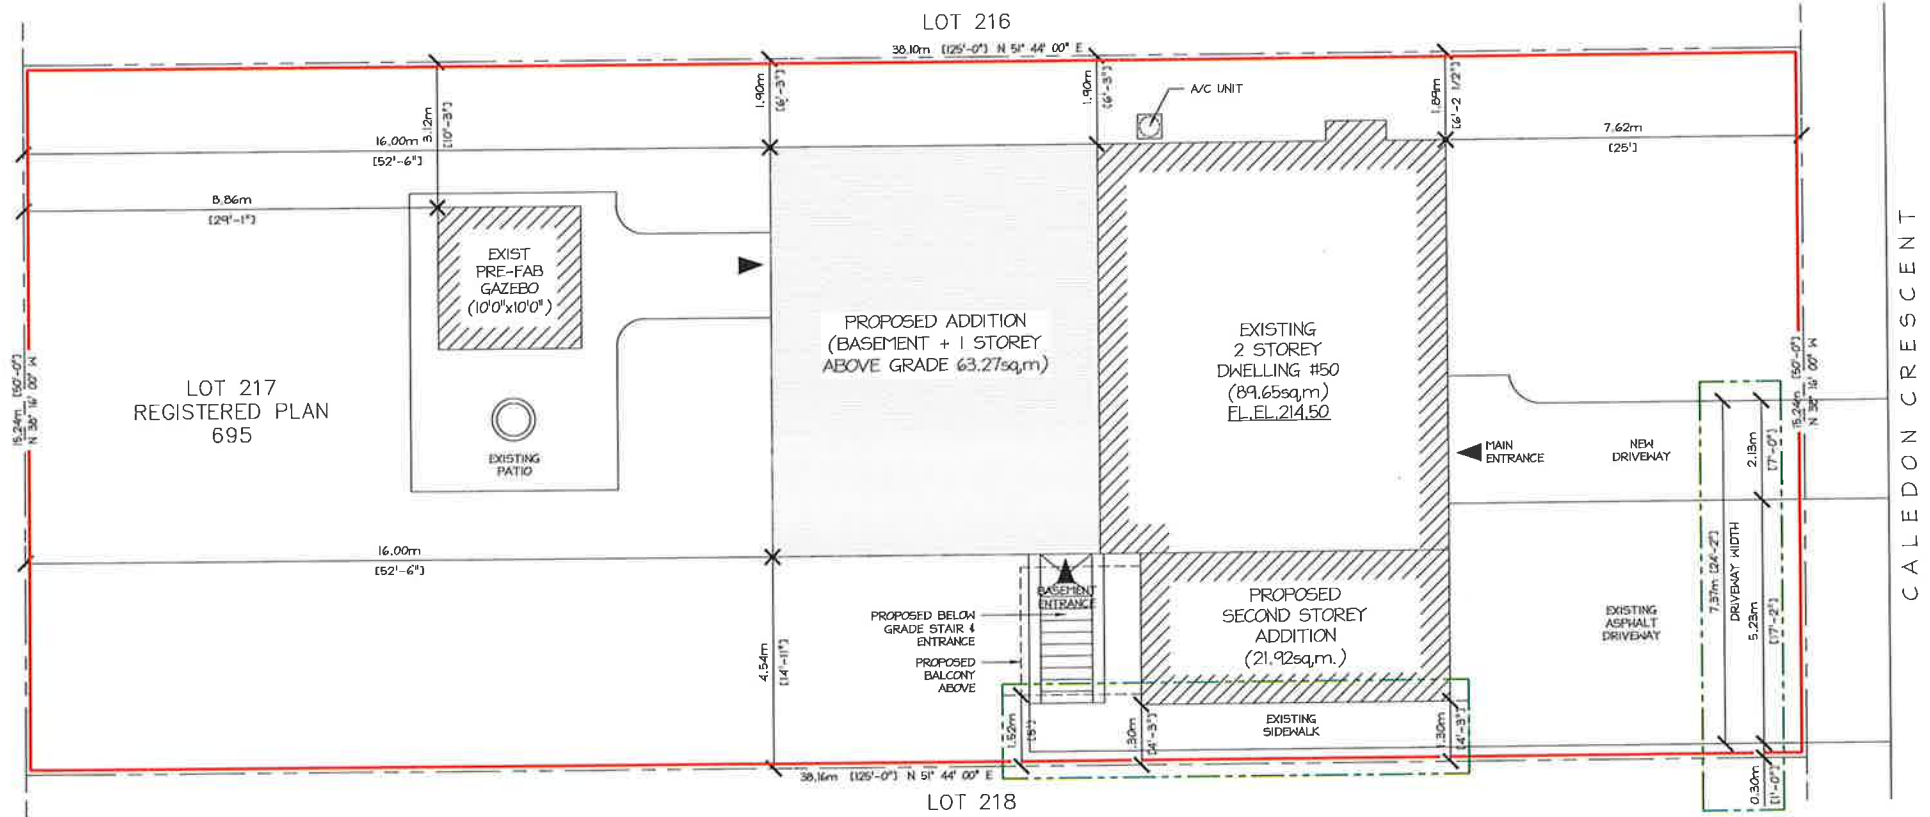 LOT 216
38.10m [125'-0"] N 51° 44' 00" E
3.12m
[10'-3"]
1.90m
[6'-3"]
1.90m
[6'-3"]
A/C UNIT
1.89m
[6'-2 1/2"]
16.00m
[52'-6"]
7.62m
[25']
8.86m
[29'-1"]
EXIST
PRE-FAB
GAZEBO
(10'0"x10'0")
PROPOSED ADDITION
(BASEMENT + 1 STOREY
ABOVE GRADE 63.27sq,m)
EXISTING
2 STOREY
DWELLING #50
(89.65sq,m)
FL.EL.214.50
LOT 217
REGISTERED PLAN
695
EXISTING
PATIO
15.24m [50'-0"]
N 38° 16' 00" W
MAIN
ENTRANCE
NEW
DRIVEWAY
2.13m
[7'-0"]
15.24m [50'-0"]
N 38° 16' 00" W
CALEDON CRESCENT
16.00m
[52'-6"]
BASEMENT
ENTRANCE
PROPOSED BELOW
GRADE STAIR &
ENTRANCE
PROPOSED
BALCONY
ABOVE
PROPOSED
SECOND STOREY
ADDITION
(21.92sq,m.)
EXISTING
ASPHALT
DRIVEWAY
7.37m [24'-2"]
DRIVEWAY WIDTH
5.23m
[17'-2"]
4.54m
[14'-11"]
1.52m
[5']
.30m
[4'-3"]
EXISTING
SIDEWALK
1.30m
[4'-3"]
0.30m
[1'-0"]
38.16m [125'-0"] N 51° 44' 00" E
LOT 218